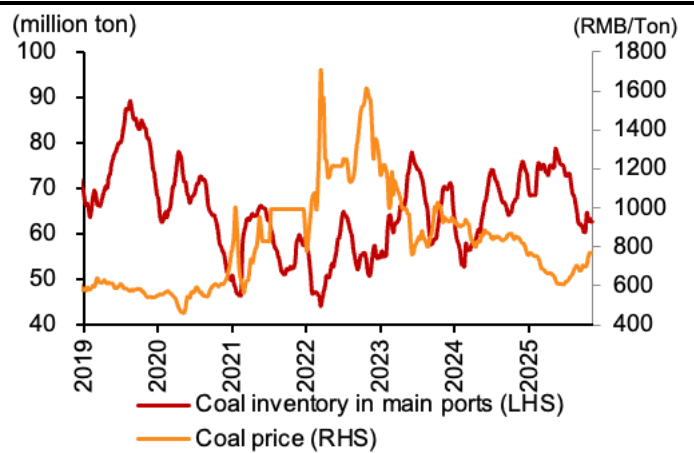 (million ton) (RMB/Ton)
100 1800
90 1600
80 1400
70 1200
60 1000
50 800
40 600
400
2019 2020 2021 2022 2023 2024 2025
Coal inventory in main ports (LHS)
Coal price (RHS)